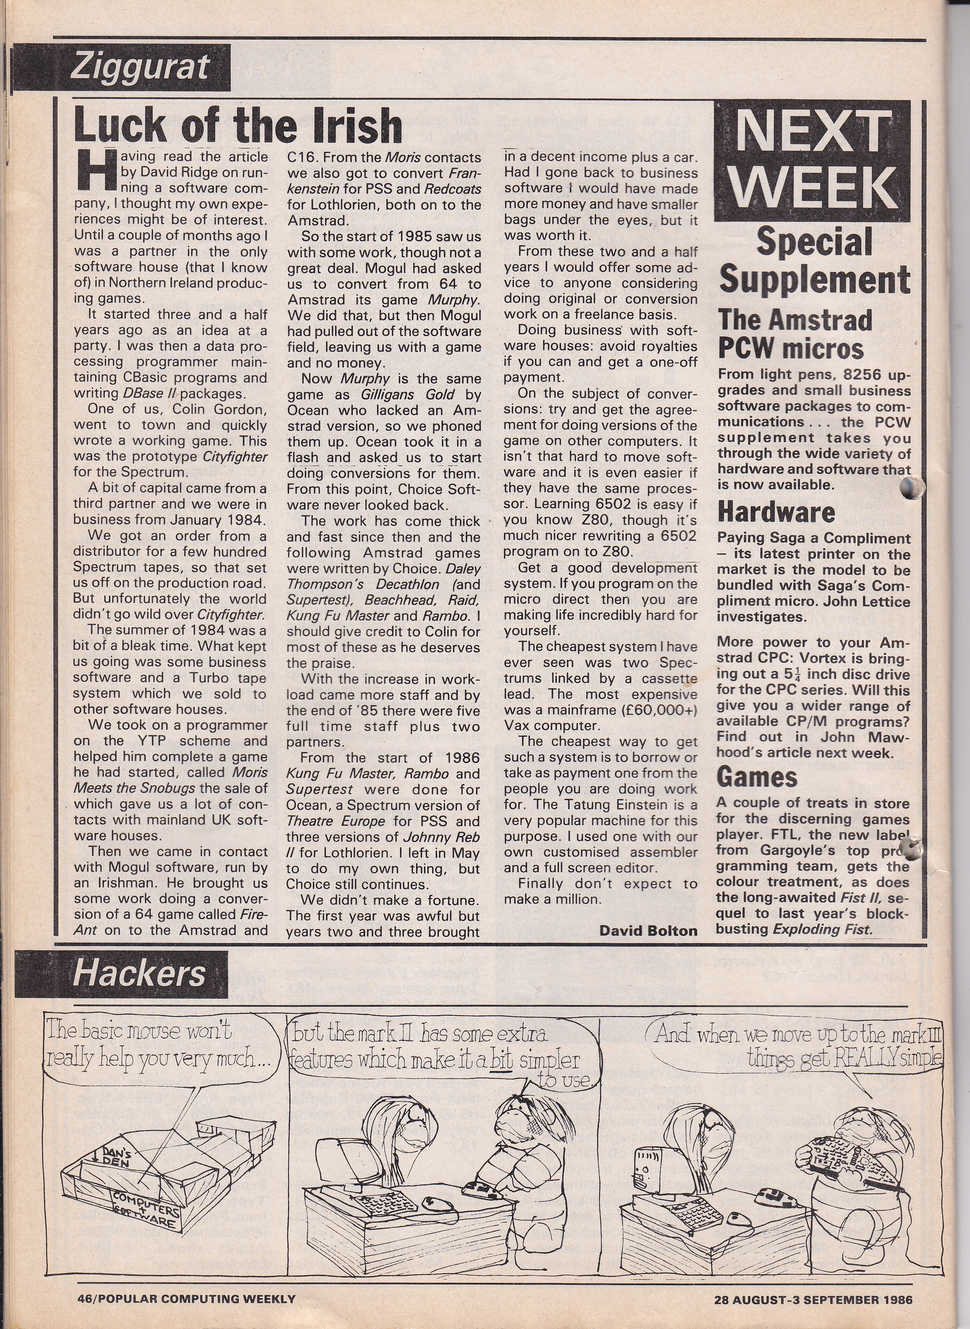 Ziggurat
Luck of the Irish
Having read the article
by David Ridge on run-
ning a software com-
pany, I thought my own expe-
riences might be of interest.
Until a couple of months ago I
was a partner in the only
software house (that I know
of) in Northern Ireland produc-
ing games.
It started three and a half
years ago as an idea at a
party. I was then a data pro-
cessing programmer main-
taining CBasic programs and
writing DBase II packages.
One of us, Colin Gordon,
went to town and quickly
wrote a working game. This
was the prototype Cityfighter
for the Spectrum.
A bit of capital came from a
third partner and we were in
business from January 1984.
We got an order from a
distributor for a few hundred
Spectrum tapes, so that set
us off on the production road.
But unfortunately the world
didn't go wild over Cityfighter.
The summer of 1984 was a
bit of a bleak time. What kept
us going was some business
software and a Turbo tape
system which we sold to
other software houses.
We took on a programmer
on the YTP scheme and
helped him complete a game
he had started, called Moris
Meets the Snobugs the sale of
which gave us a lot of con-
tacts with mainland UK soft-
ware houses.
Then we came in contact
with Mogul software, run by
an Irishman. He brought us
some work doing a conver-
sion of a 64 game called Fire-
Ant on to the Amstrad and
C16. From the Moris contacts
we also got to convert Fran-
kenstein for PSS and Redcoats
for Lothlorien, both on to the
Amstrad.
So the start of 1985 saw us
with some work, though not a
great deal. Mogul had asked
us to convert from 64 to
Amstrad its game Murphy.
We did that, but then Mogul
had pulled out of the software
field, leaving us with a game
and no money.
Now Murphy is the same
game as Gilligans Gold by
Ocean who lacked an Am-
strad version, so we phoned
them up. Ocean took it in a
flash and asked us to start
doing conversions for them.
From this point, Choice Soft-
ware never looked back.
The work has come thick
and fast since then and the
following Amstrad games
were written by Choice. Daley
Thompson's Decathlon (and
Supertest), Beachhead, Raid,
Kung Fu Master and Rambo. I
should give credit to Colin for
most of these as he deserves
the praise.
With the increase in work-
load came more staff and by
the end of '85 there were five
full time staff plus two
partners.
From the start of 1986
Kung Fu Master, Rambo and
Supertest were done for
Ocean, a Spectrum version of
Theatre Europe for PSS and
three versions of Johnny Reb
II for Lothlorien. I left in May
to do my own thing, but
Choice still continues.
We didn't make a fortune.
The first year was awful but
years two and three brought
in a decent income plus a car.
Had I gone back to business
software I would have made
more money and have smaller
bags under the eyes, but it
was worth it.
From these two and a half
years I would offer some ad-
vice to anyone considering
doing original or conversion
work on a freelance basis.
Doing business with soft-
ware houses: avoid royalties
if you can and get a one-off
payment.
On the subject of conver-
sions: try and get the agree-
ment for doing versions of the
game on other computers. It
isn't that hard to move soft-
ware and it is even easier if
they have the same proces-
sor. Learning 6502 is easy if
you know Z80, though it's
much nicer rewriting a 6502
program on to Z80.
Get a good development
system. If you program on the
micro direct then you are
making life incredibly hard for
yourself.
The cheapest system I have
ever seen was two Spec-
trums linked by a cassette
lead. The most expensive
was a mainframe (£60,000+)
Vax computer.
The cheapest way to get
such a system is to borrow or
take as payment one from the
people you are doing work
for. The Tatung Einstein is a
very popular machine for this
purpose. I used one with our
own customised assembler
and a full screen editor.
Finally don't expect to
make a million.
David Bolton
NEXT
WEEK
Special
Supplement
The Amstrad
PCW micros
From light pens, 8256 up-
grades and small business
software packages to com-
munications... the PCW
supplement takes you
through the wide variety of
hardware and software that
is now available.
Hardware
Paying Saga a Compliment
– its latest printer on the
market is the model to be
bundled with Saga's Com-
pliment micro. John Lettice
investigates.
More power to your Am-
strad CPC: Vortex is bring-
ing out a 5¼ inch disc drive
for the CPC series. Will this
give you a wider range of
available CP/M programs?
Find out in John Maw-
hood's article next week.
Games
A couple of treats in store
for the discerning games
player. FTL, the new label
from Gargoyle's top pro-
gramming team, gets the
colour treatment, as does
the long-awaited Fist II, se-
quel to last year's block-
busting Exploding Fist.
Hackers
The basic mouse won't
really help you very much...
but the mark II has some extra
features which make it a bit simpler
to use.
And when we move up to the mark III
things get REALLY simple
DAN'S
DEN
COMPUTERS
+
SOFTWARE
46/POPULAR COMPUTING WEEKLY
28 AUGUST–3 SEPTEMBER 1986